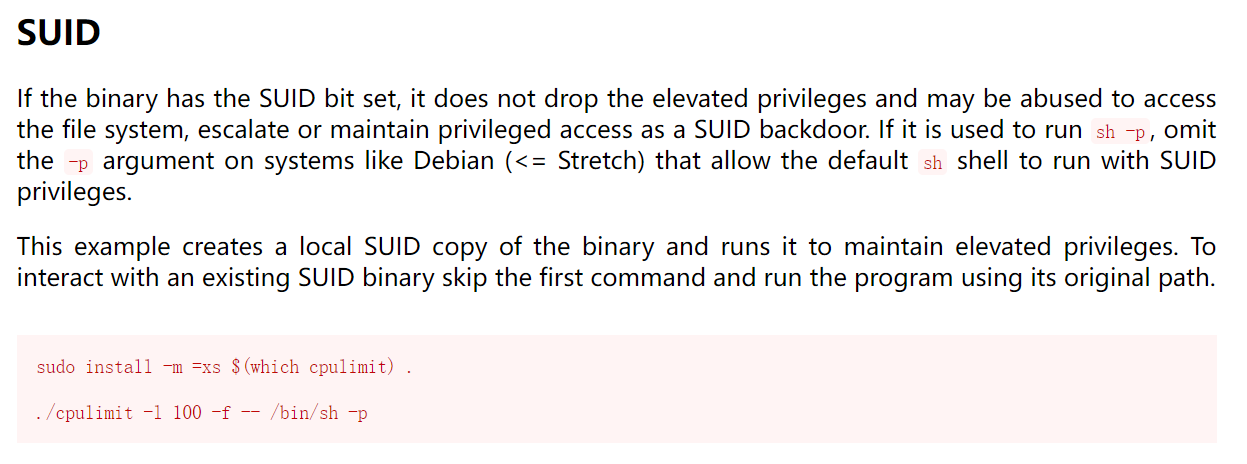 SUID
If the binary has the SUID bit set, it does not drop the elevated privileges and may be abused to access
the file system, escalate or maintain privileged access as a SUID backdoor. If it is used to run sh -p, omit
the -p argument on systems like Debian (<= Stretch) that allow the default sh shell to run with SUID
privileges.
This example creates a local SUID copy of the binary and runs it to maintain elevated privileges. To
interact with an existing SUID binary skip the first command and run the program using its original path.
sudo install -m =xs $(which cpulimit) .
./cpulimit -l 100 -f -- /bin/sh -p